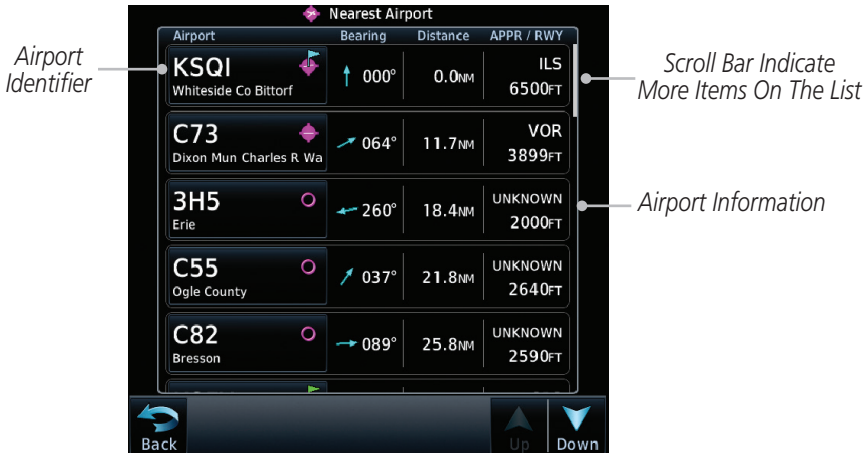 Nearest Airport
Airport Bearing Distance APPR / RWY
Airport Identifier
KSQI
Whiteside Co Bittorf
000°
0.0NM
ILS
6500FT
Scroll Bar Indicate
More Items On The List
C73
Dixon Mun Charles R Wa
064°
11.7NM
VOR
3899FT
3H5
Erie
260°
18.4NM
UNKNOWN
2000FT
Airport Information
C55
Ogle County
037°
21.8NM
UNKNOWN
2640FT
C82
Bresson
089°
25.8NM
UNKNOWN
2590FT
Back
Up
Down